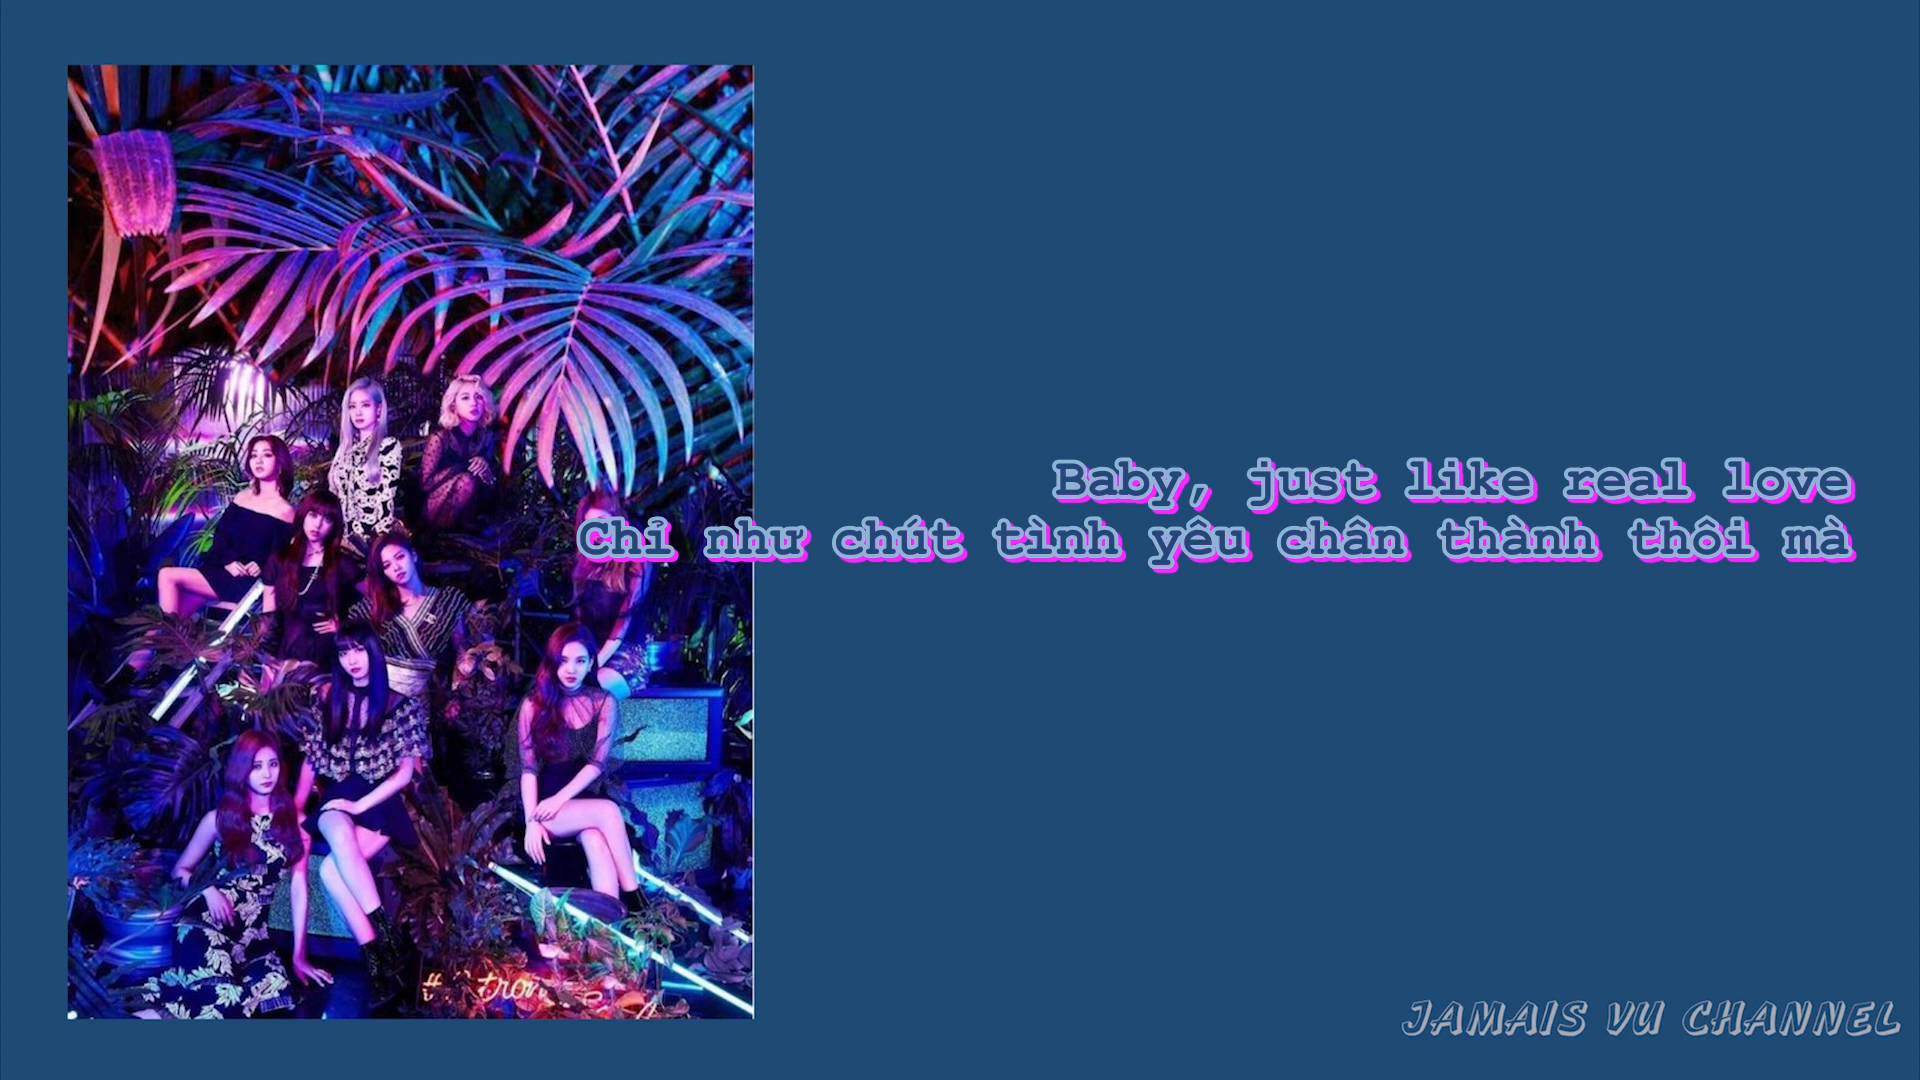 Baby, just like real love
Chỉ như chút tình yêu chân thành thôi mà
JAMAIS VU CHANNEL